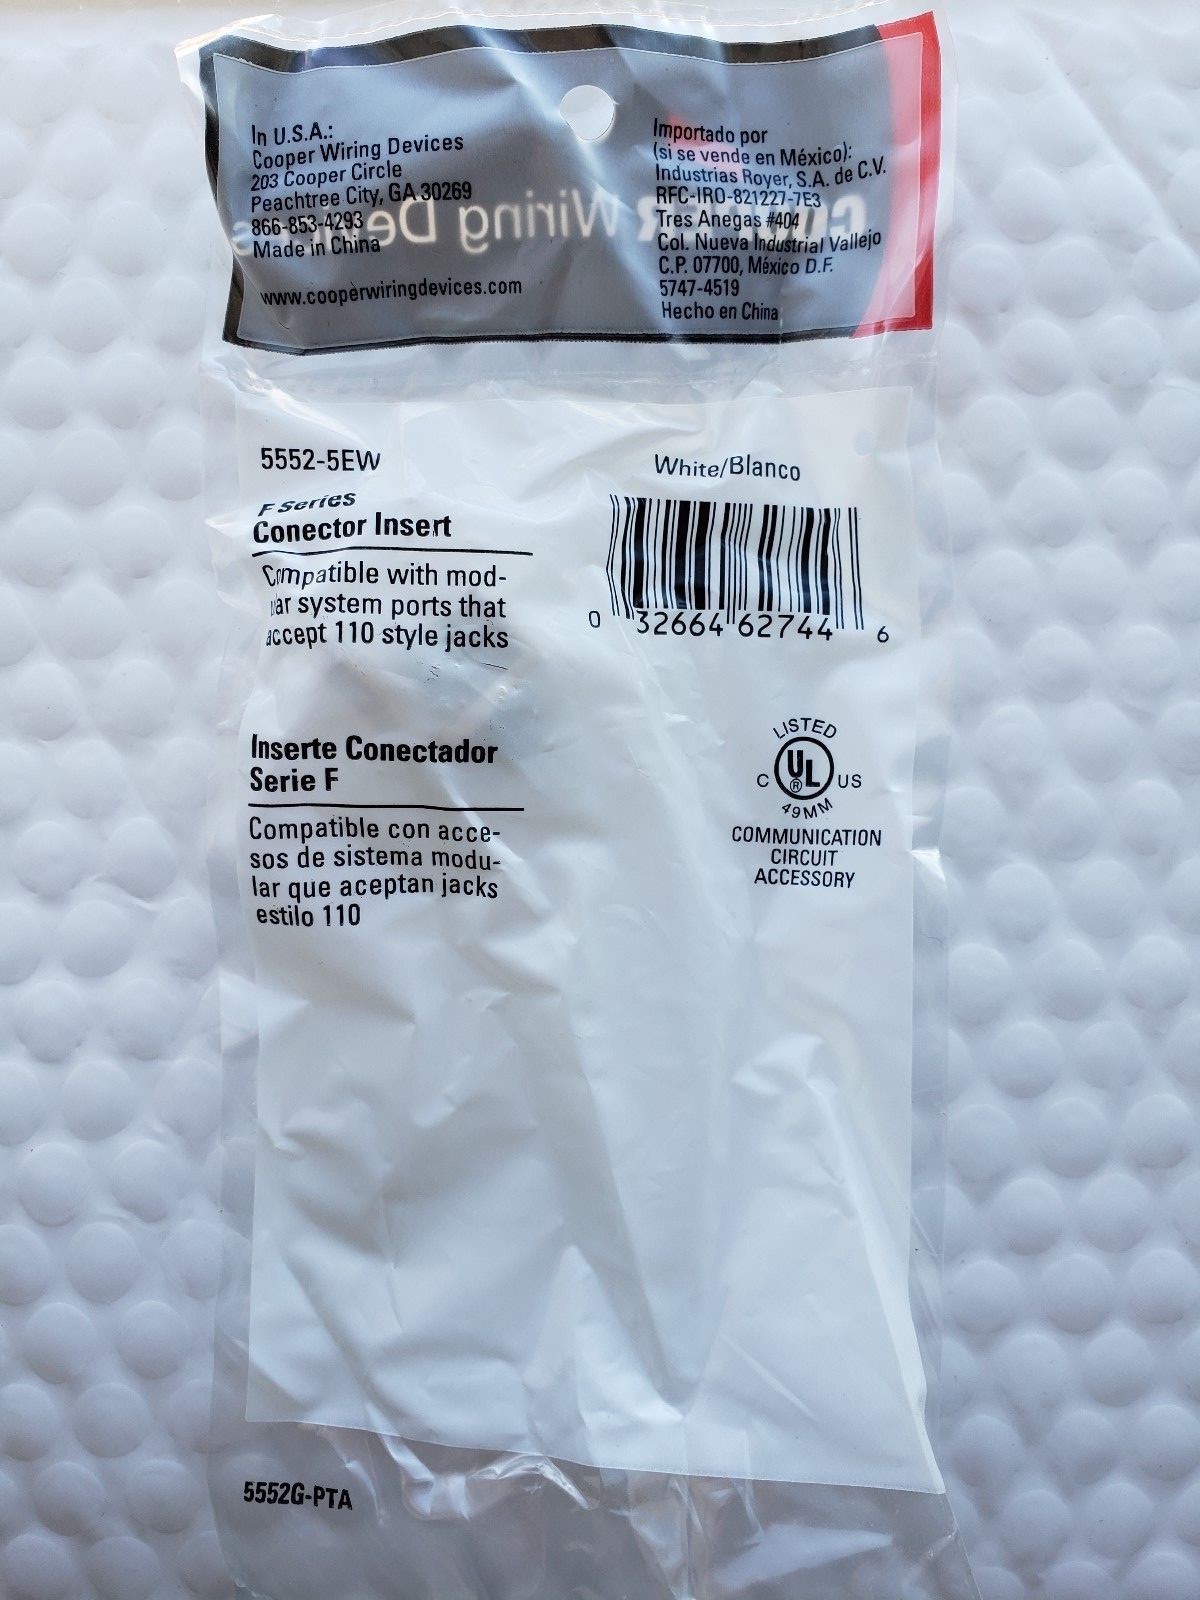 In U.S.A.:
Cooper Wiring Devices
203 Cooper Circle
Peachtree City, GA 30269
866-853-4293
Made in China
www.cooperwiringdevices.com
Importado por
(si se vende en México):
Industrias Royer, S.A. de C.V.
RFC-IRO-821227-7E3
Tres Anegas #404
Col. Nueva Industrial Vallejo
C.P. 07700, México D.F.
5747-4519
Hecho en China
COOPER Wiring Devices
5552-5EW
F Series
Conector Insert
Compatible with mod-
ular system ports that
accept 110 style jacks
White/Blanco
0 32664 62744 6
Inserte Conectador
Serie F
Compatible con acce-
sos de sistema modu-
lar que aceptan jacks
estilo 110
LISTED
C UL ® US
49MM
COMMUNICATION
CIRCUIT
ACCESSORY
5552G-PTA